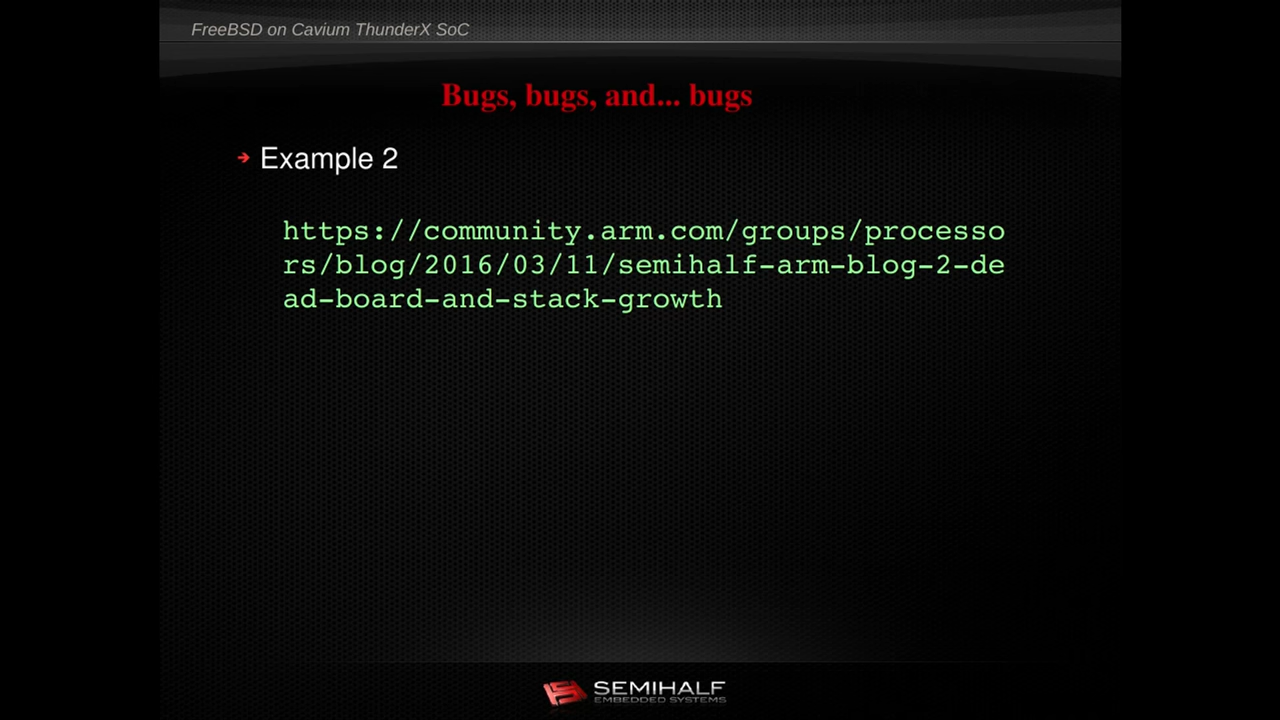 FreeBSD on Cavium ThunderX SoC
Bugs, bugs, and... bugs
Example 2
https://community.arm.com/groups/processo
rs/blog/2016/03/11/semihalf-arm-blog-2-de
ad-board-and-stack-growth
SEMIHALF
EMBEDDED SYSTEMS